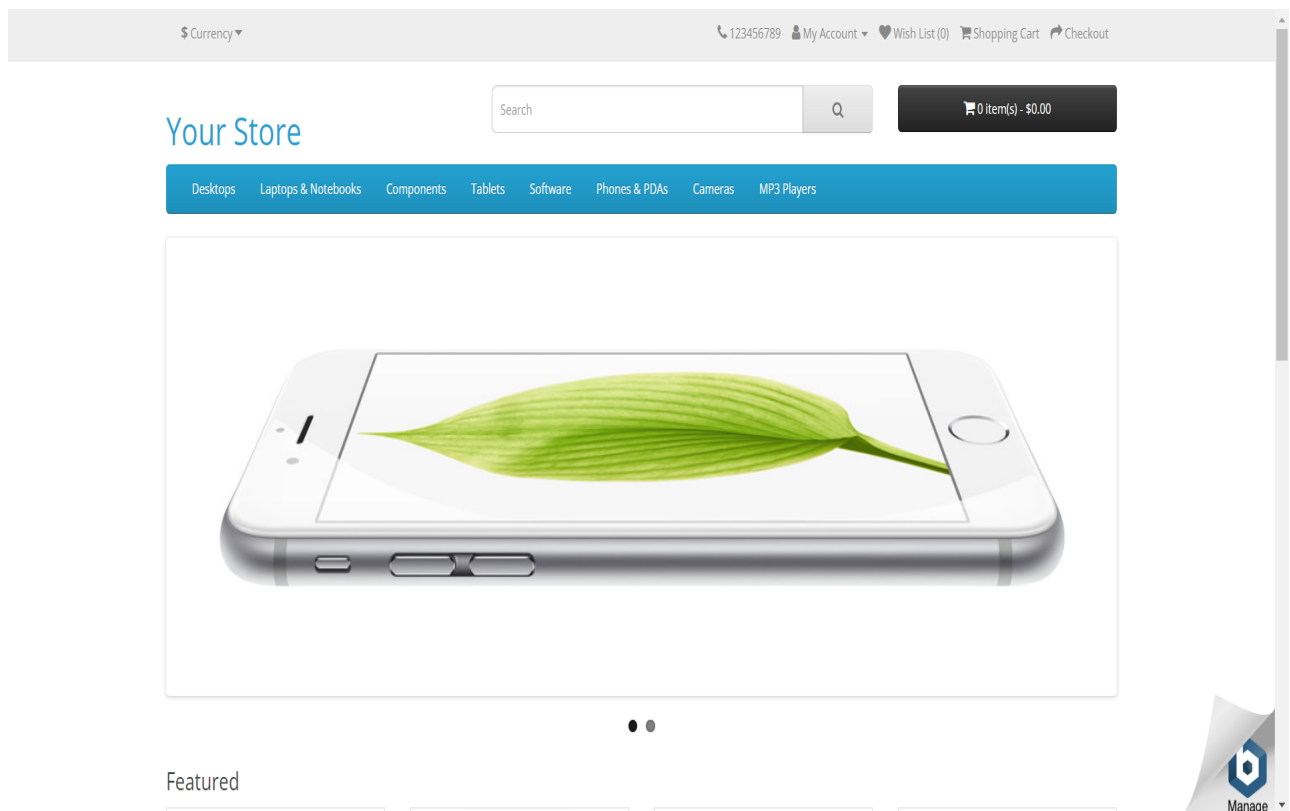 $ Currency
123456789 My Account Wish List (0) Shopping Cart Checkout
Your Store
Search
0 item(s) - $0.00
Desktops Laptops & Notebooks Components Tablets Software Phones & PDAs Cameras MP3 Players
Featured
Manage